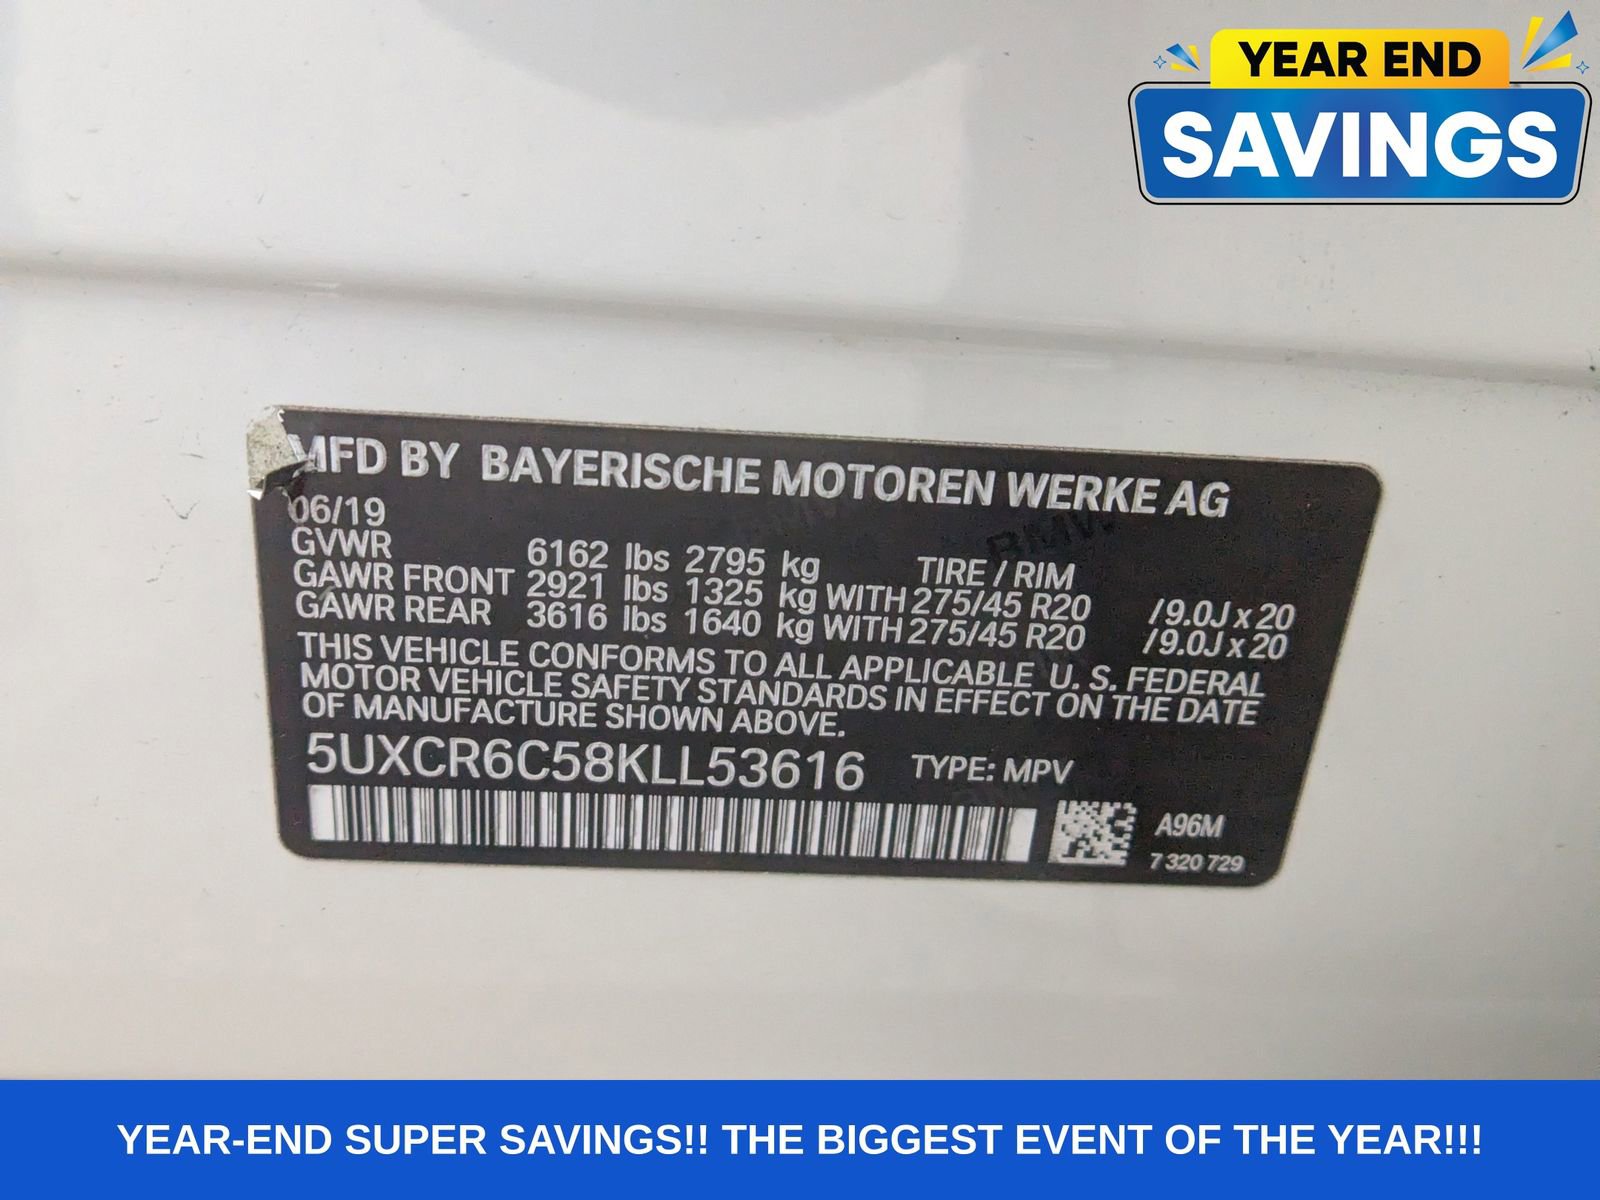 YEAR END
SAVINGS
MFD BY BAYERISCHE MOTOREN WERKE AG
06/19
GVWR 6162 lbs 2795 kg TIRE / RIM
GAWR FRONT 2921 lbs 1325 kg WITH 275/45 R20 / 9.0J x 20
GAWR REAR 3616 lbs 1640 kg WITH 275/45 R20 / 9.0J x 20
THIS VEHICLE CONFORMS TO ALL APPLICABLE U. S. FEDERAL
MOTOR VEHICLE SAFETY STANDARDS IN EFFECT ON THE DATE
OF MANUFACTURE SHOWN ABOVE.
5UXCR6C58KLL53616 TYPE: MPV
A96M
7 320 729
YEAR-END SUPER SAVINGS!! THE BIGGEST EVENT OF THE YEAR!!!